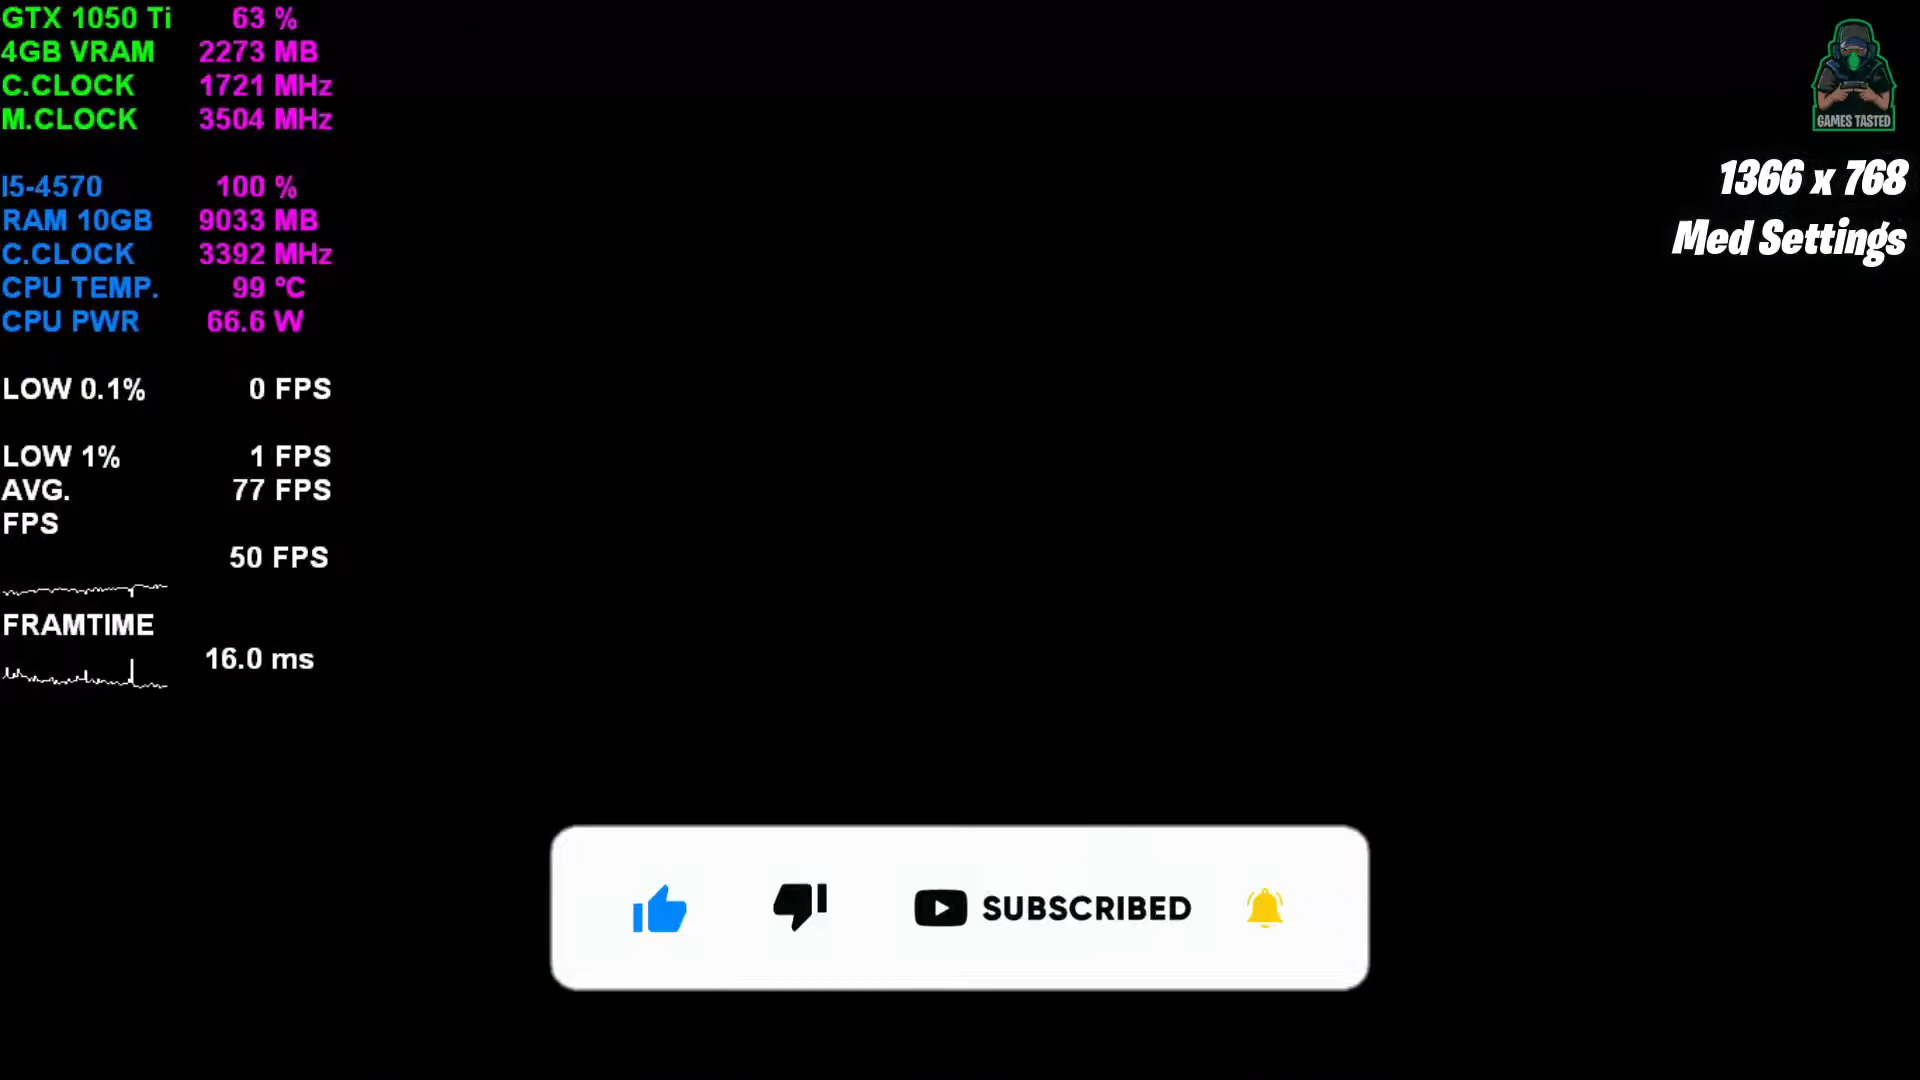 GTX 1050 Ti 63 %
4GB VRAM 2273 MB
C.CLOCK 1721 MHz
M.CLOCK 3504 MHz
I5-4570 100 %
RAM 10GB 9033 MB
C.CLOCK 3392 MHz
CPU TEMP. 99 °C
CPU PWR 66.6 W
LOW 0.1% 0 FPS
LOW 1% 1 FPS
AVG. 77 FPS
FPS
50 FPS
FRAMTIME
16.0 ms
GAMES TASTED
1366 x 768
Med Settings
SUBSCRIBED